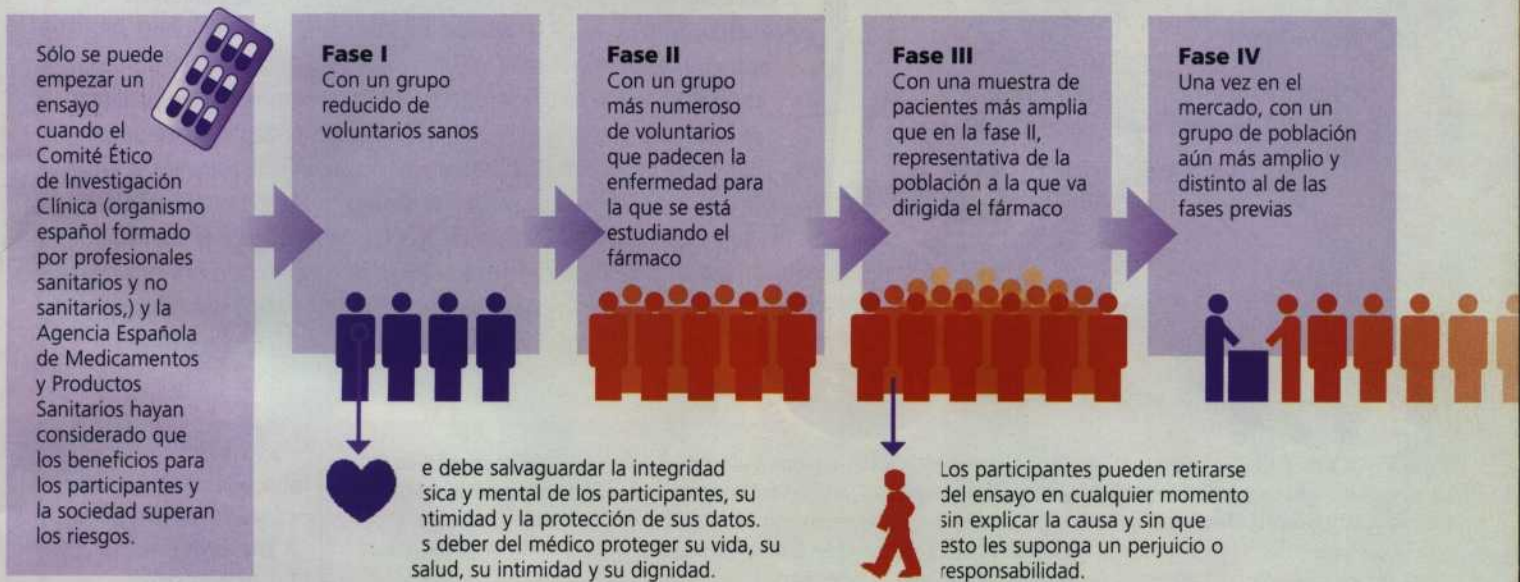 Sólo se puede
empezar un
ensayo
cuando el
Comité Ético
de Investigación
Clínica (organismo
español formado
por profesionales
sanitarios y no
sanitarios,) y la
Agencia Española
de Medicamentos
y Productos
Sanitarios hayan
considerado que
los beneficios para
los participantes y
la sociedad superan
los riesgos.
Fase I
Con un grupo
reducido de
voluntarios sanos
Fase II
Con un grupo
más numeroso
de voluntarios
que padecen la
enfermedad para
la que se está
estudiando el
fármaco
Fase III
Con una muestra de
pacientes más amplia
que en la fase II,
representativa de la
población a la que va
dirigida el fármaco
Fase IV
Una vez en el
mercado, con un
grupo de población
aún más amplio y
distinto al de las
fases previas
e debe salvaguardar la integridad
sica y mental de los participantes, su
ntimidad y la protección de sus datos.
s deber del médico proteger su vida, su
salud, su intimidad y su dignidad.
Los participantes pueden retirarse
del ensayo en cualquier momento
sin explicar la causa y sin que
esto les suponga un perjuicio o
responsabilidad.